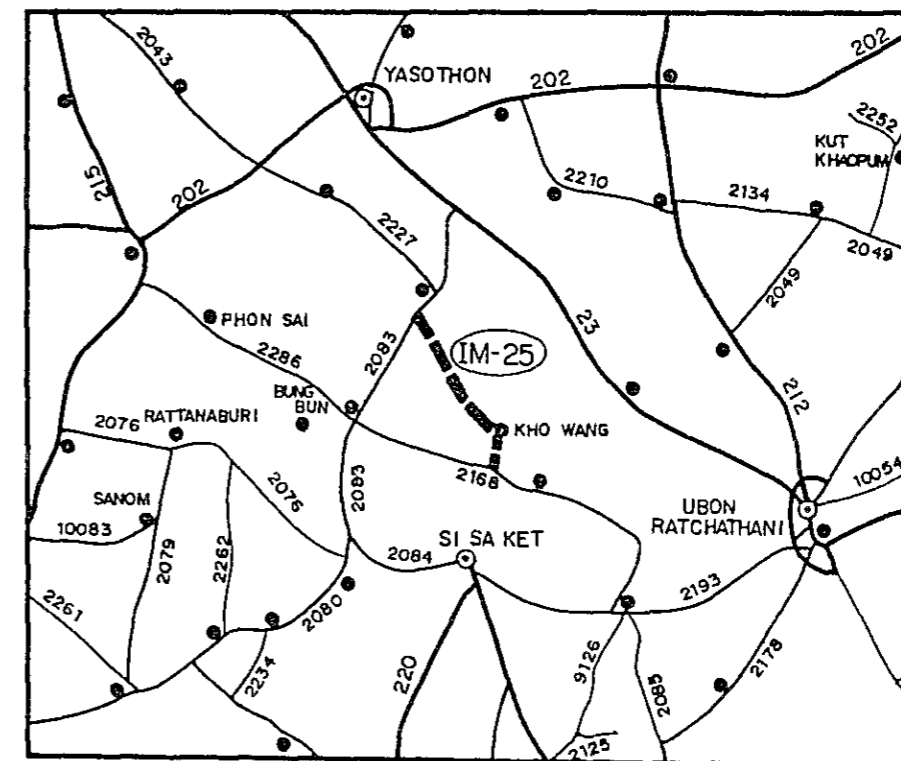 2043
YASOTHON
202
202
2252
KUT
KHAOPUM
215
202
2210
2134
2227
2049
2049
PHON SAI
2083
IM-25
23
2286
BUNG
BUN
212
RATTANABURI
2076
KHO WANG
2168
2083
2076
10054
SANOM
10083
UBON
RATCHATHANI
SI SA KET
2084
2079
2262
2193
2261
2080
2234
220
9126
2085
2178
2125